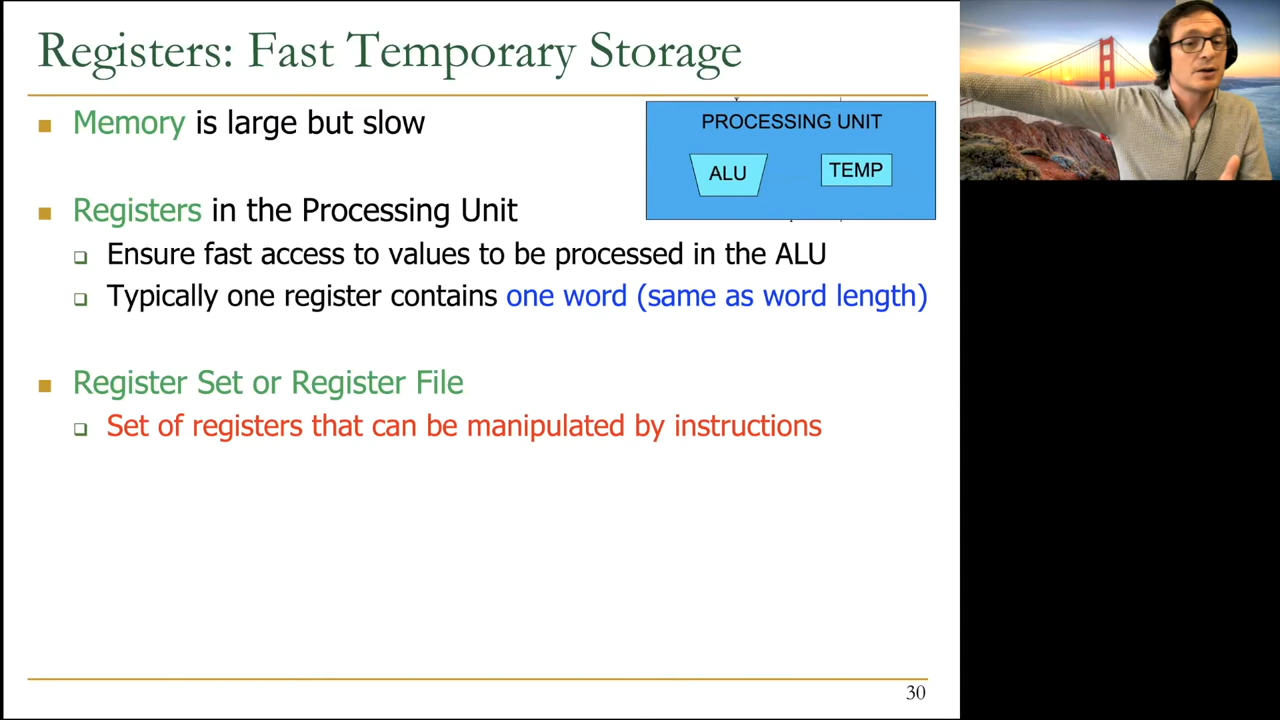 Registers: Fast Temporary Storage
Memory is large but slow
PROCESSING UNIT
ALU
TEMP
Registers in the Processing Unit
Ensure fast access to values to be processed in the ALU
Typically one register contains one word (same as word length)
Register Set or Register File
Set of registers that can be manipulated by instructions
30